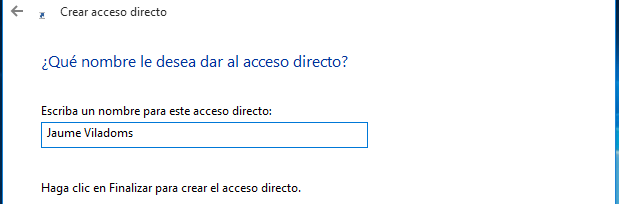 Crear acceso directo
¿Qué nombre le desea dar al acceso directo?
Escriba un nombre para este acceso directo:
Jaume Viladoms
Haga clic en Finalizar para crear el acceso directo.